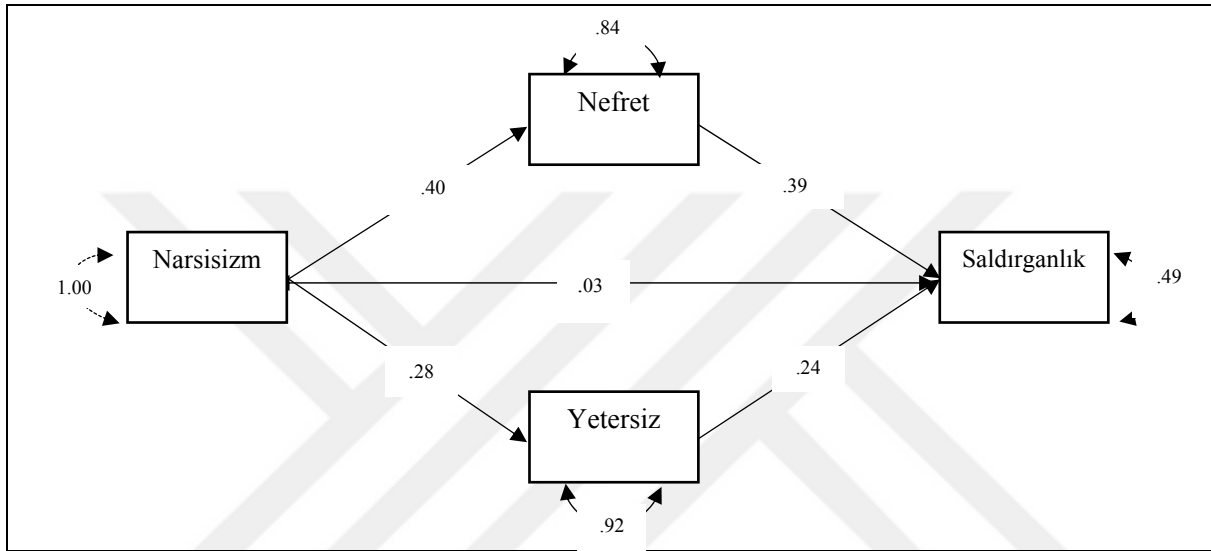 .84
Nefret
.40
.39
Narsisizm
Saldırganlık
1.00
.03
.49
.28
.24
Yetersiz
.92